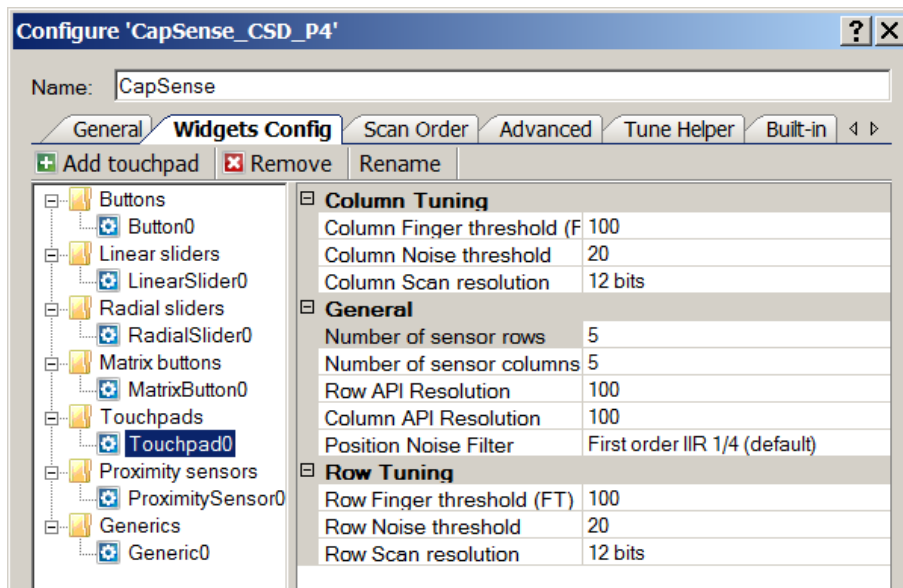 Configure 'CapSense_CSD_P4'
Name: CapSense
General Widgets Config Scan Order Advanced Tune Helper Built-in
Add touchpad Remove Rename
Buttons
Button0
Linear sliders
LinearSlider0
Radial sliders
RadialSlider0
Matrix buttons
MatrixButton0
Touchpads
Touchpad0
Proximity sensors
ProximitySensor0
Generics
Generic0
Column Tuning
Column Finger threshold (F 100
Column Noise threshold 20
Column Scan resolution 12 bits
General
Number of sensor rows 5
Number of sensor columns 5
Row API Resolution 100
Column API Resolution 100
Position Noise Filter First order IIR 1/4 (default)
Row Tuning
Row Finger threshold (FT) 100
Row Noise threshold 20
Row Scan resolution 12 bits